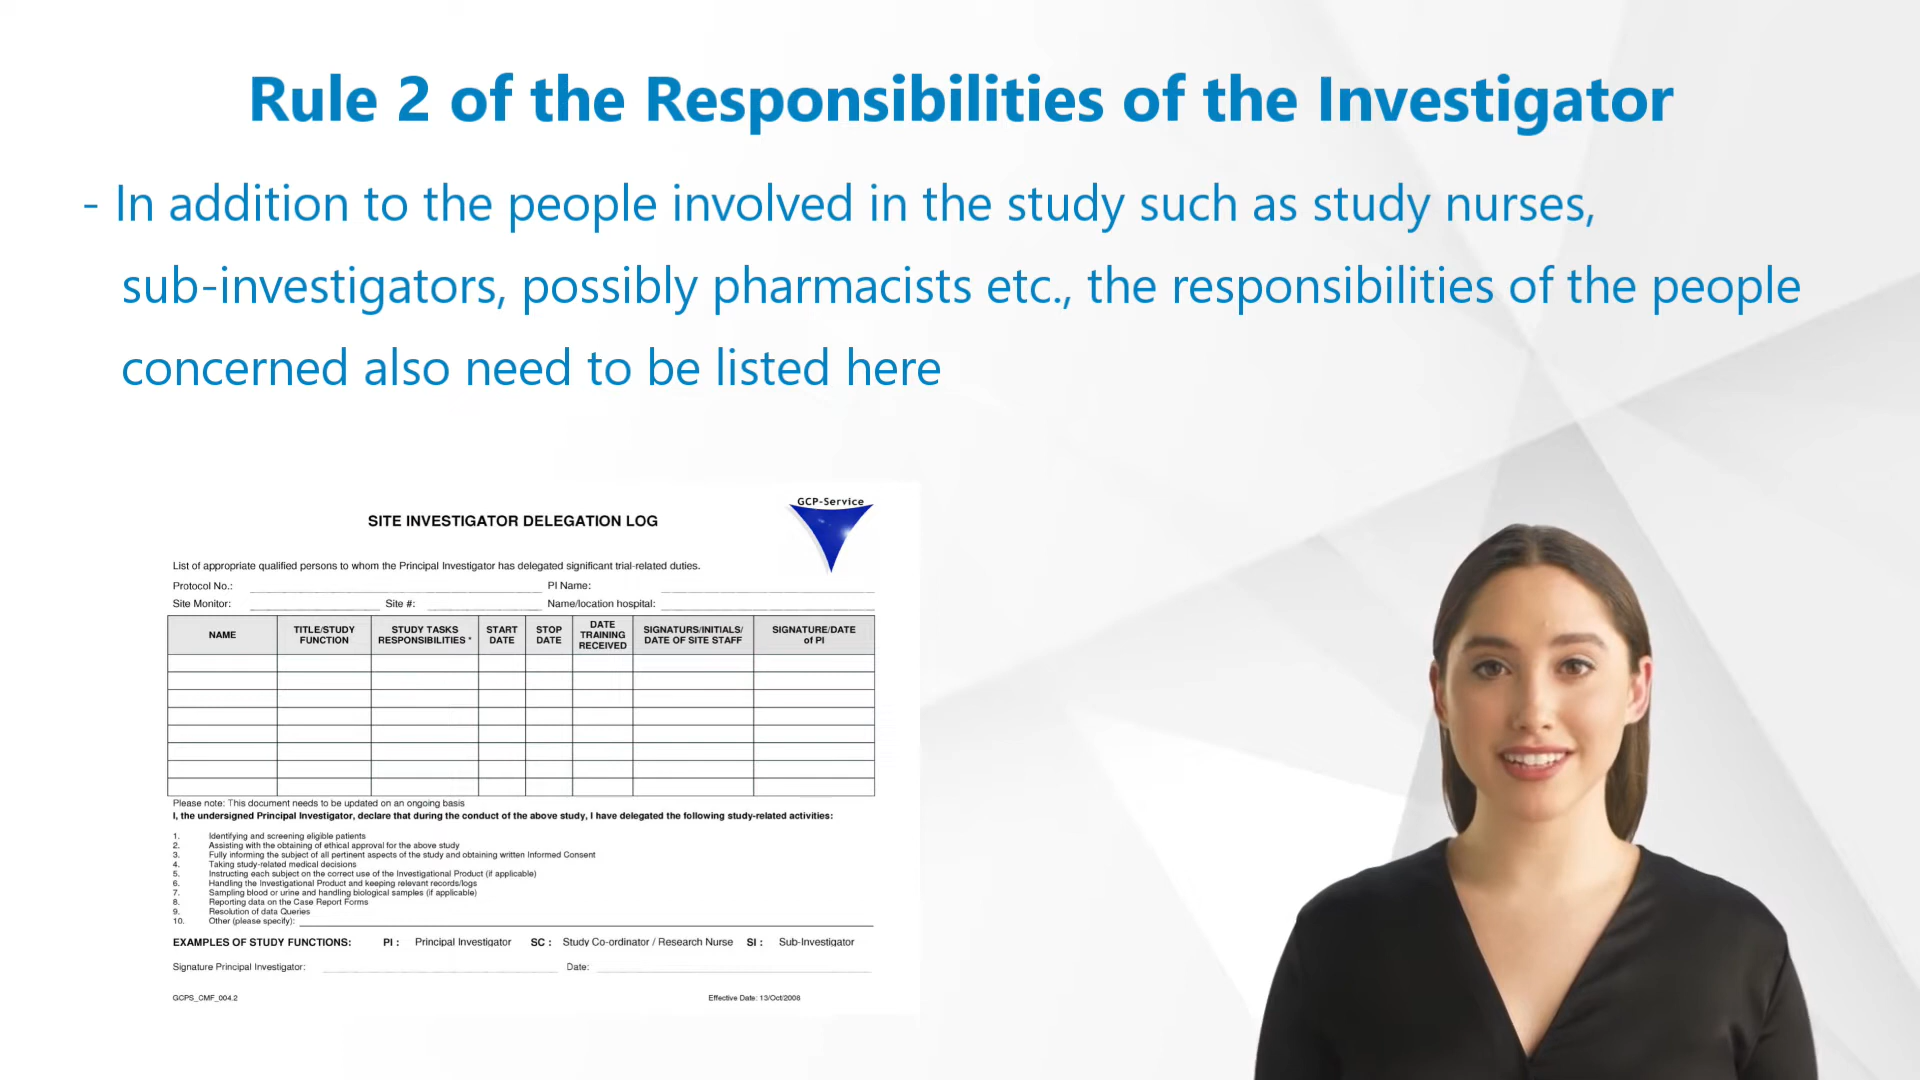 Rule 2 of the Responsibilities of the Investigator
- In addition to the people involved in the study such as study nurses,
sub-investigators, possibly pharmacists etc., the responsibilities of the people
concerned also need to be listed here
GCP-Service
SITE INVESTIGATOR DELEGATION LOG
List of appropriate qualified persons to whom the Principal Investigator has delegated significant trial-related duties.
Protocol No.: PI Name:
Site Monitor: Site #: Name/location hospital:
NAME TITLE/STUDY FUNCTION STUDY TASKS RESPONSIBILITIES * START DATE STOP DATE DATE TRAINING RECEIVED SIGNATURS/INITIALS/ DATE OF SITE STAFF SIGNATURE/DATE of PI
Please note: This document needs to be updated on an ongoing basis
I, the undersigned Principal Investigator, declare that during the conduct of the above study, I have delegated the following study-related activities:
1. Identifying and screening eligible patients
2. Assisting with the obtaining of ethical approval for the above study
3. Fully informing the subject of all pertinent aspects of the study and obtaining written Informed Consent
4. Taking study-related medical decisions
5. Instructing each subject on the correct use of the Investigational Product (if applicable)
6. Handling the Investigational Product and keeping relevant records/logs
7. Sampling blood or urine and handling biological samples (if applicable)
8. Reporting data on the Case Report Forms
9. Resolution of data Queries
10. Other (please specify):
EXAMPLES OF STUDY FUNCTIONS: PI : Principal Investigator SC : Study Co-ordinator / Research Nurse SI : Sub-Investigator
Signature Principal Investigator: Date:
GCPS_CMF_004.2 Effective Date: 13/Oct/2008